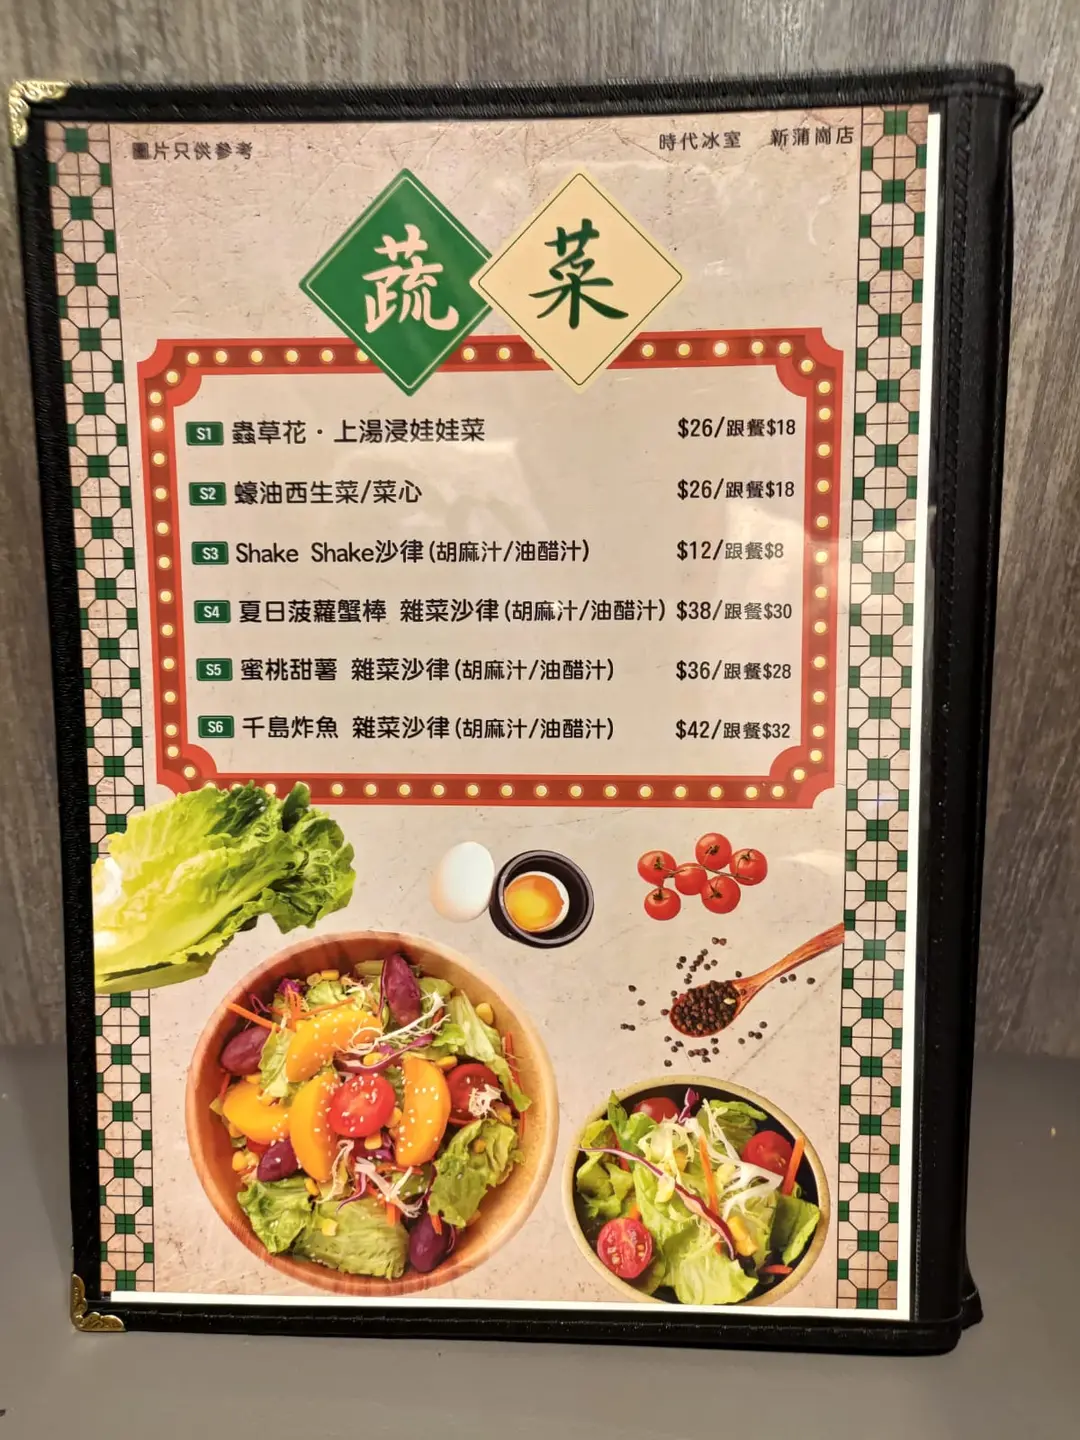 圖片只供參考
時代冰室 新蒲崗店
蔬菜
S1 蟲草花·上湯浸娃娃菜 $26/跟餐$18
S2 蠔油西生菜/菜心 $26/跟餐$18
S3 Shake Shake沙律(胡麻汁/油醋汁) $12/跟餐$8
S4 夏日菠蘿蟹棒 雜菜沙律(胡麻汁/油醋汁) $38/跟餐$30
S5 蜜桃甜薯 雜菜沙律(胡麻汁/油醋汁) $36/跟餐$28
S6 千島炸魚 雜菜沙律(胡麻汁/油醋汁) $42/跟餐$32